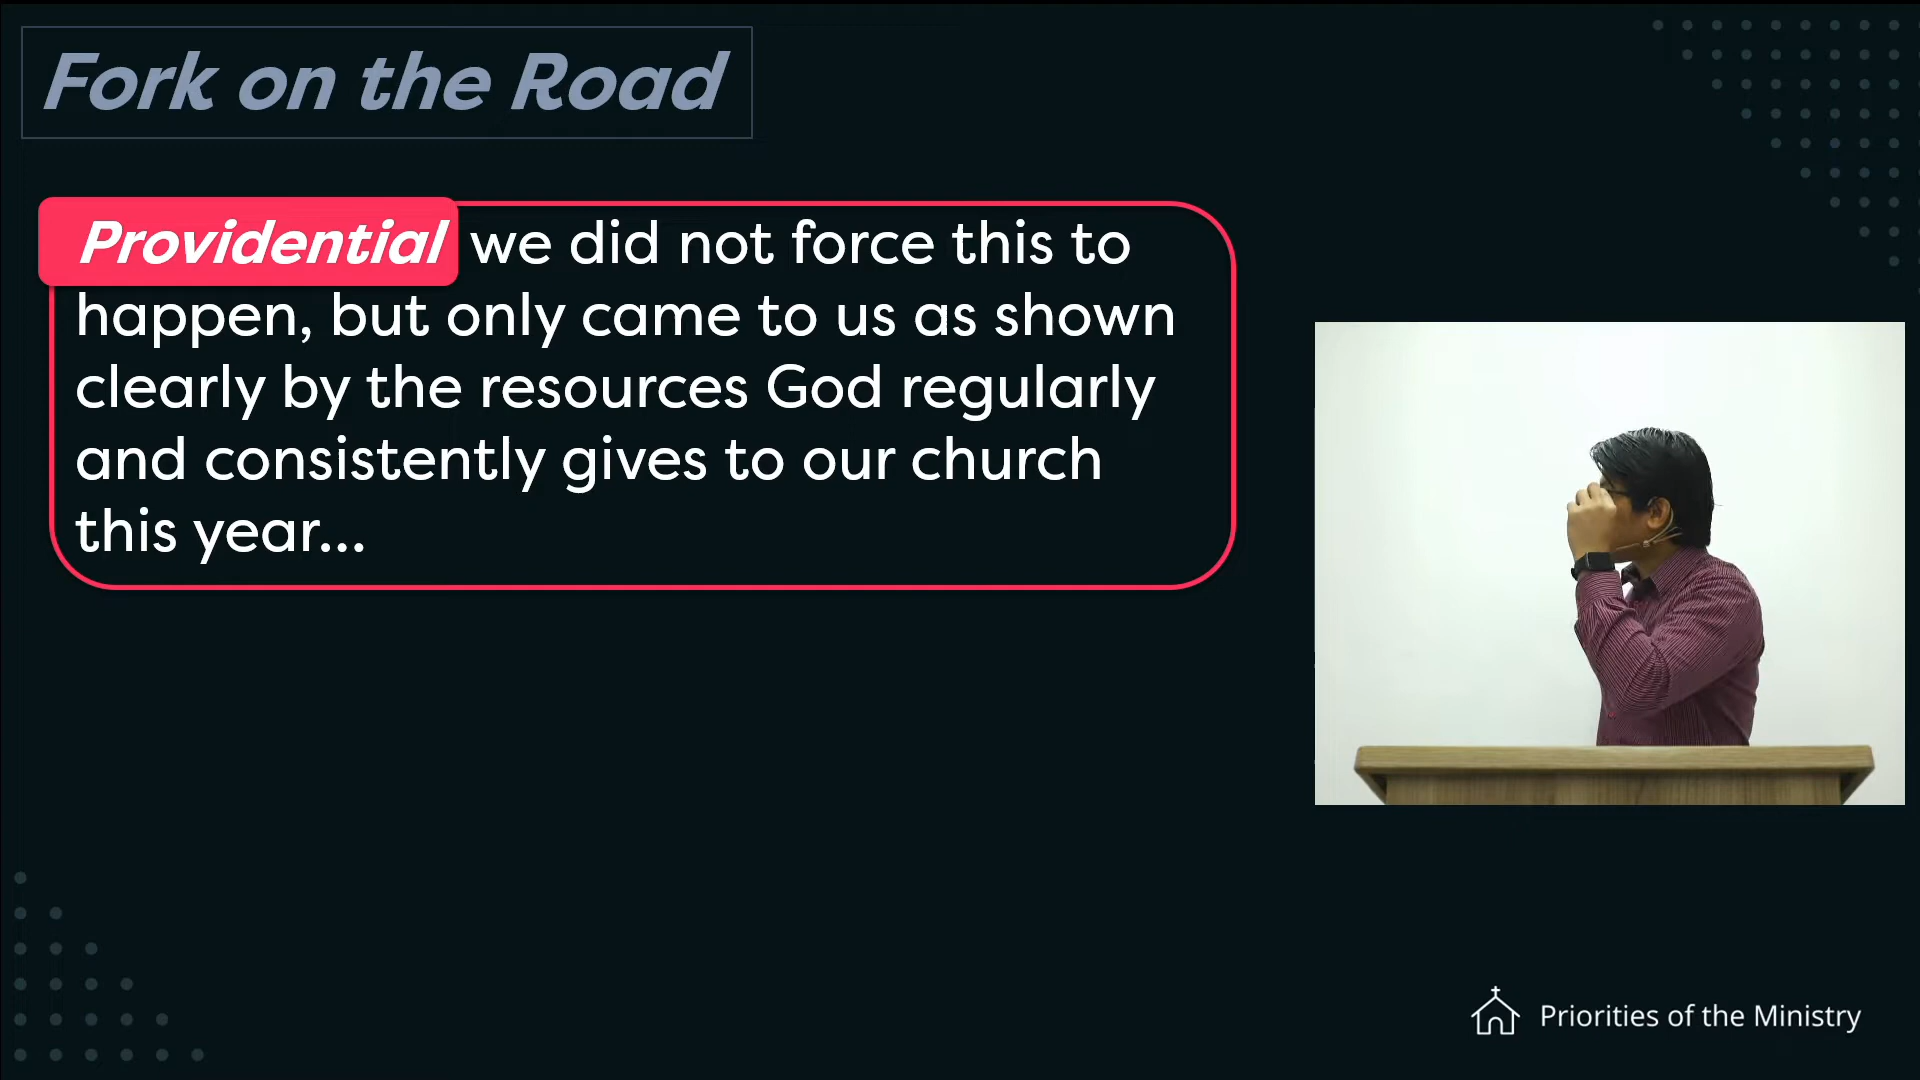 Fork on the Road
Providential we did not force this to
happen, but only came to us as shown
clearly by the resources God regularly
and consistently gives to our church
this year...
Priorities of the Ministry